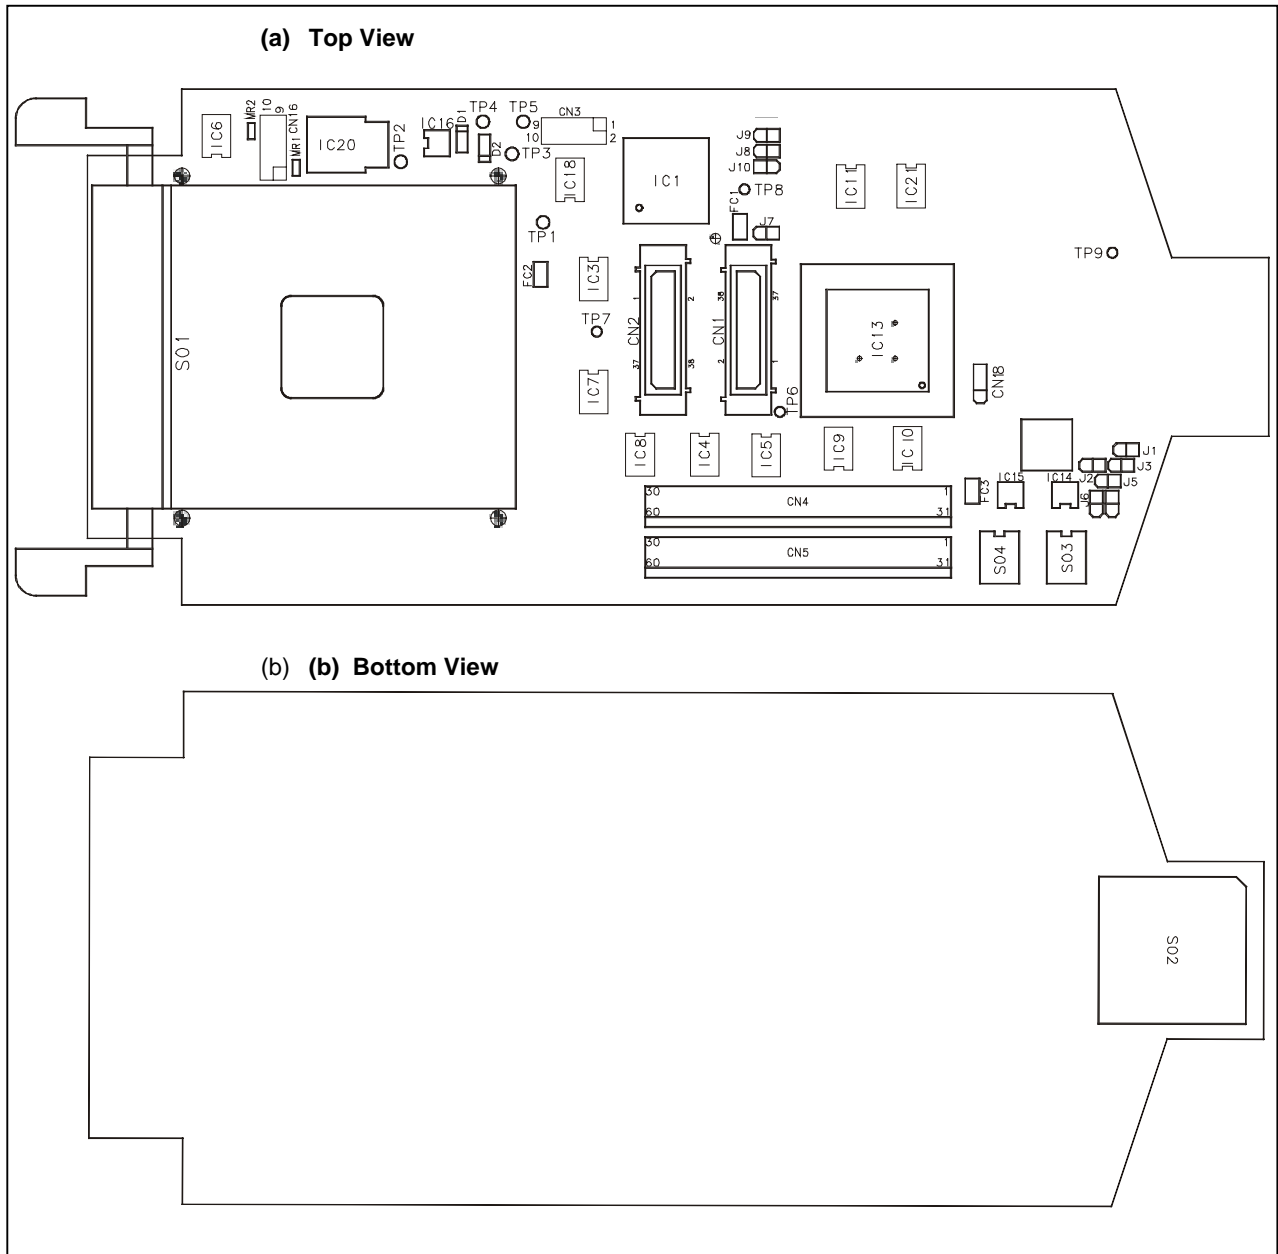 (a) Top View
IC6
MR2
10
9
CN16
MR1
IC20
TP2
IC16
D1
TP4
D2
TP5
TP3
CN3
9
10
1
2
IC18
IC1
J9
J8
J10
TP8
FC1
J7
IC11
IC21
TP9
TP1
FC2
IC3
TP7
IC7
S01
CN2
1
2
37
38
CN1
38
37
2
1
TP6
IC13
CN18
IC8
IC4
IC5
IC9
IC10
J1
J2
J3
J5
J6
IC15
IC14
FC3
30
CN4
1
60
31
30
CN5
1
60
31
S04
S03
(b) (b) Bottom View
S02